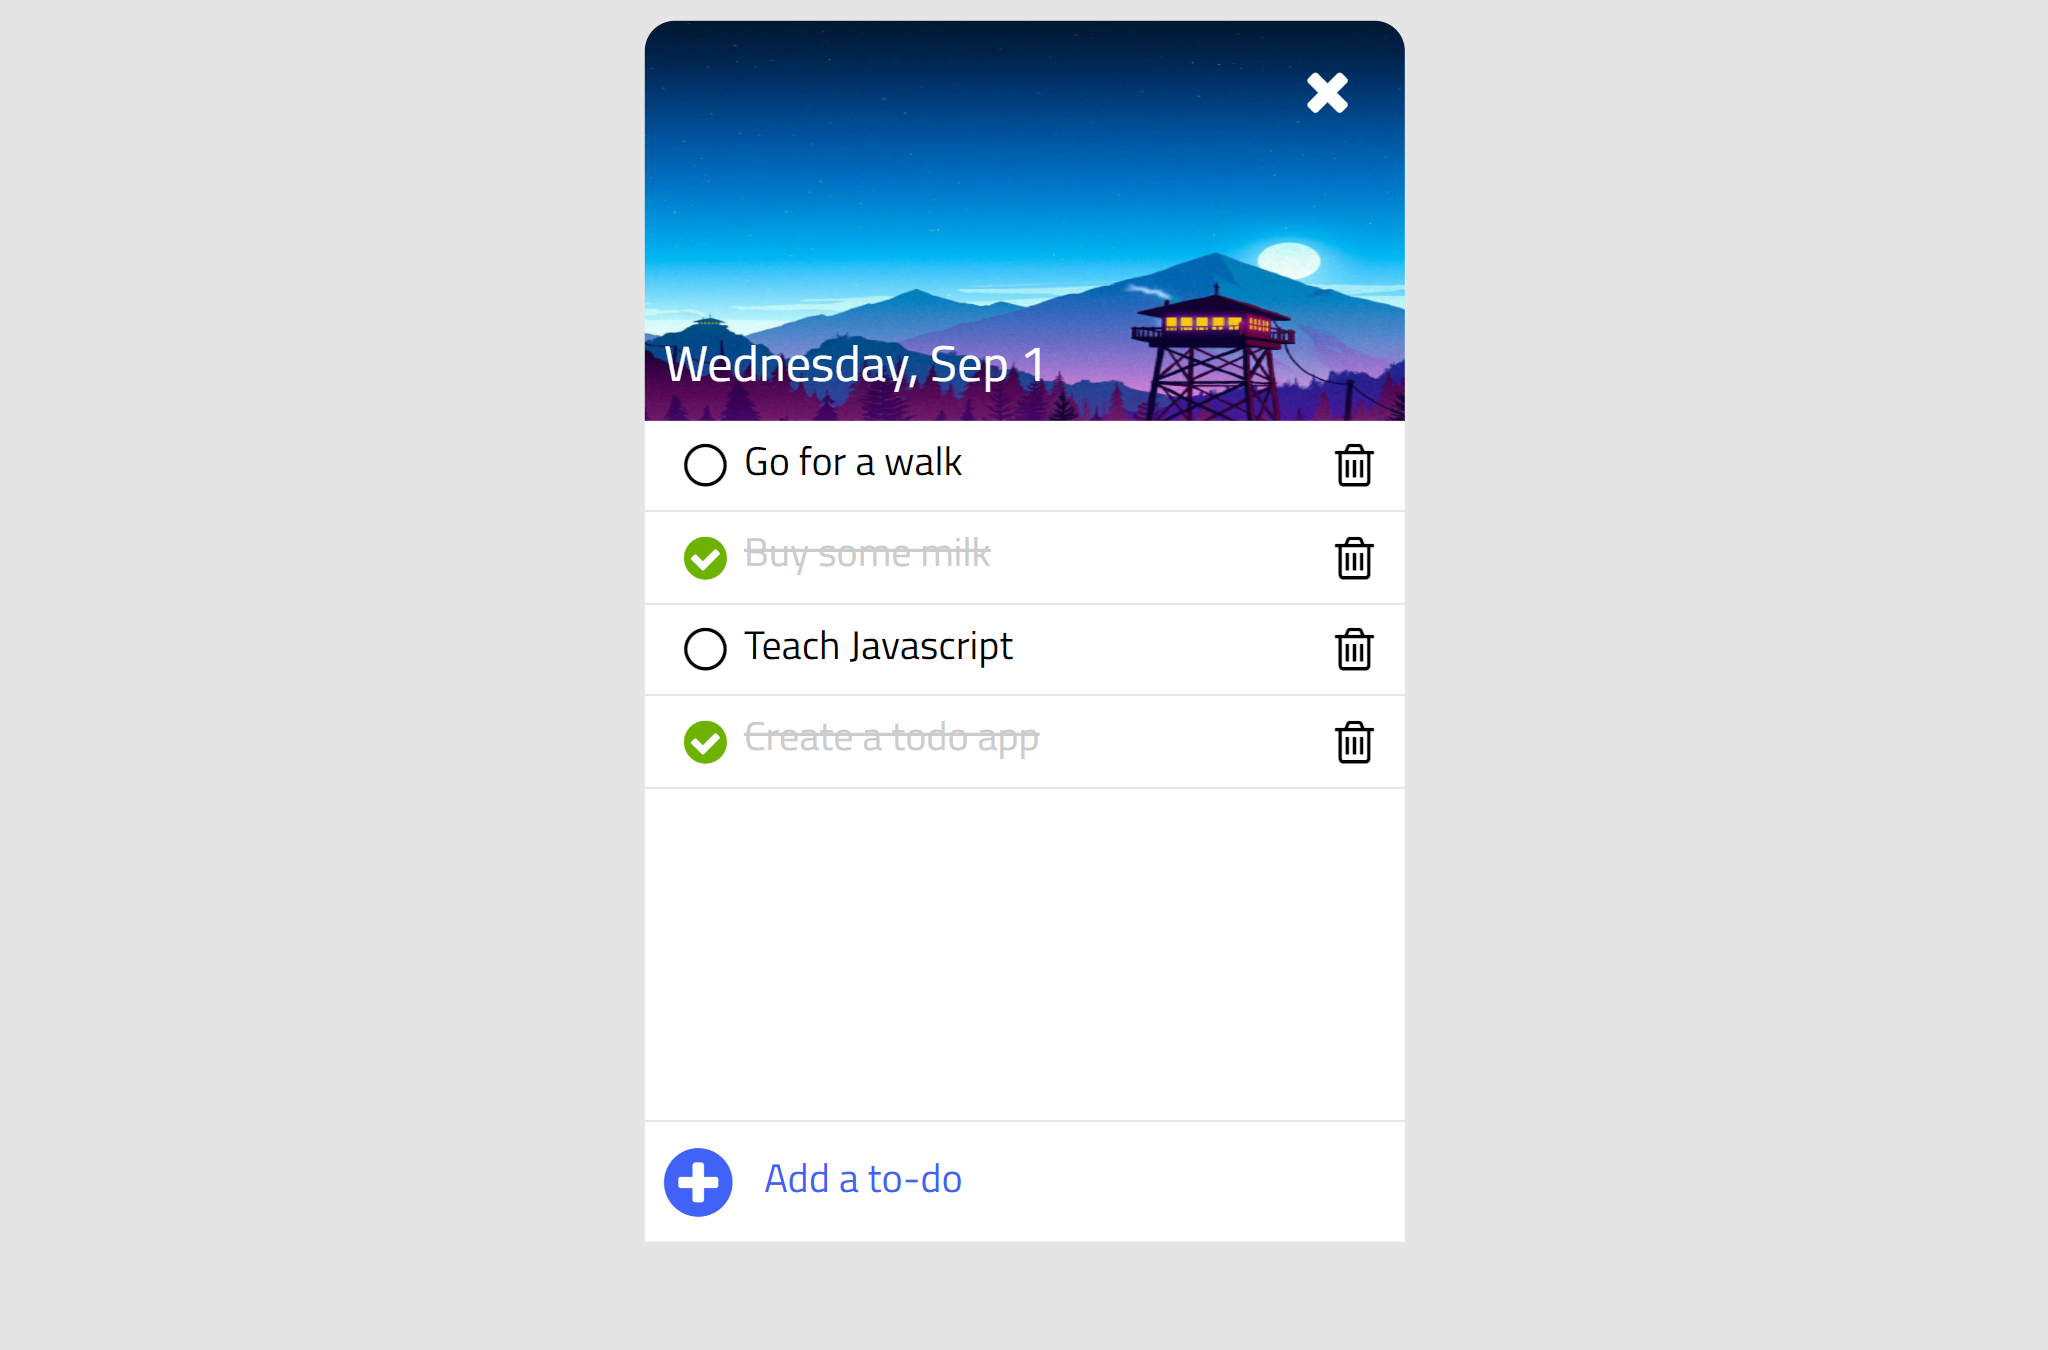 Wednesday, Sep 1
Go for a walk
Buy some milk
Teach Javascript
Create a todo app
Add a to-do